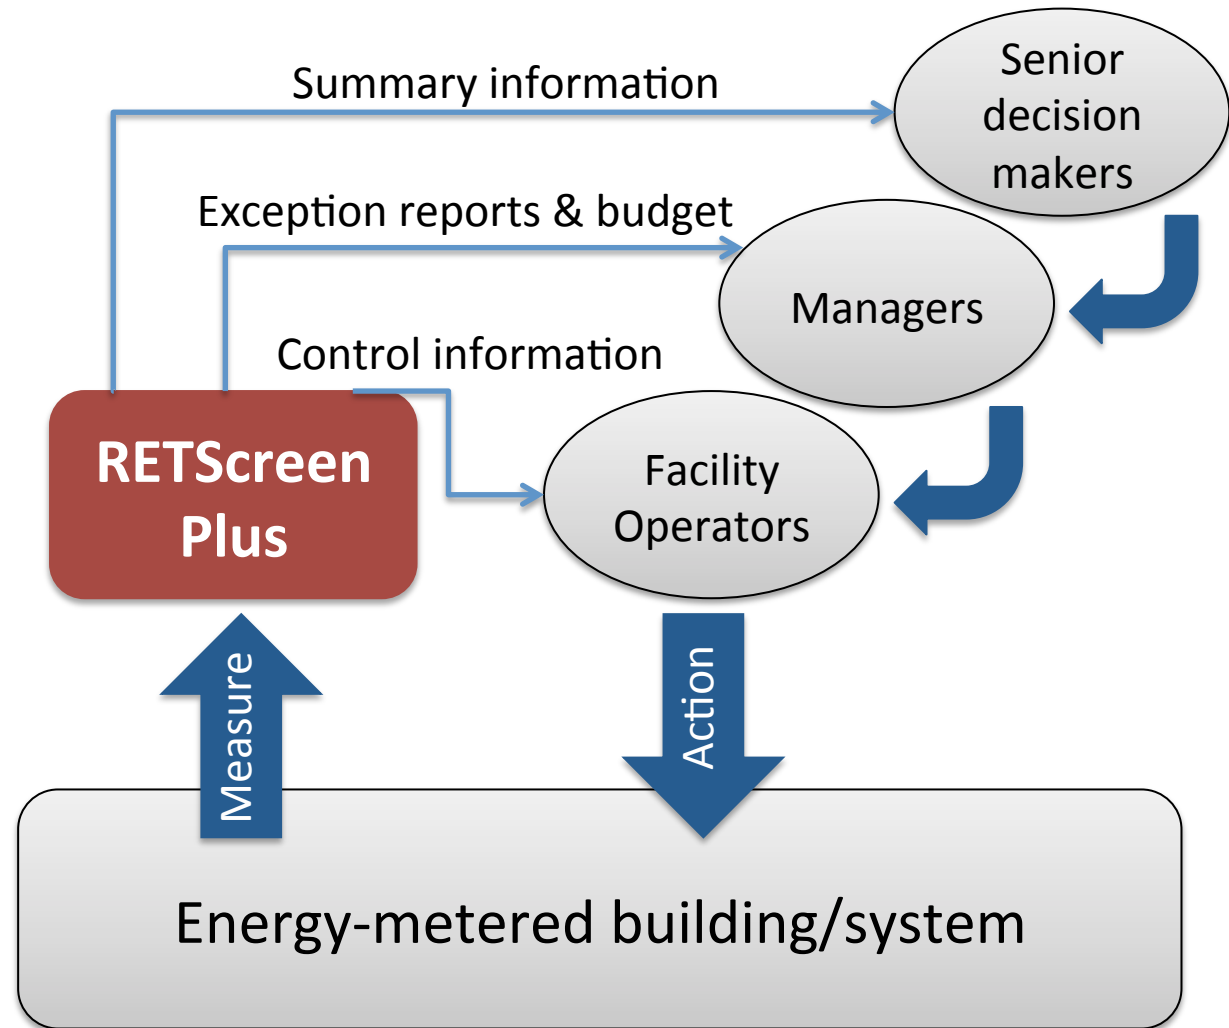 Summary information
Senior
decision
makers
Exception reports & budget
Managers
Control information
RETScreen
Plus
Facility
Operators
Measure
Action
Energy-metered building/system